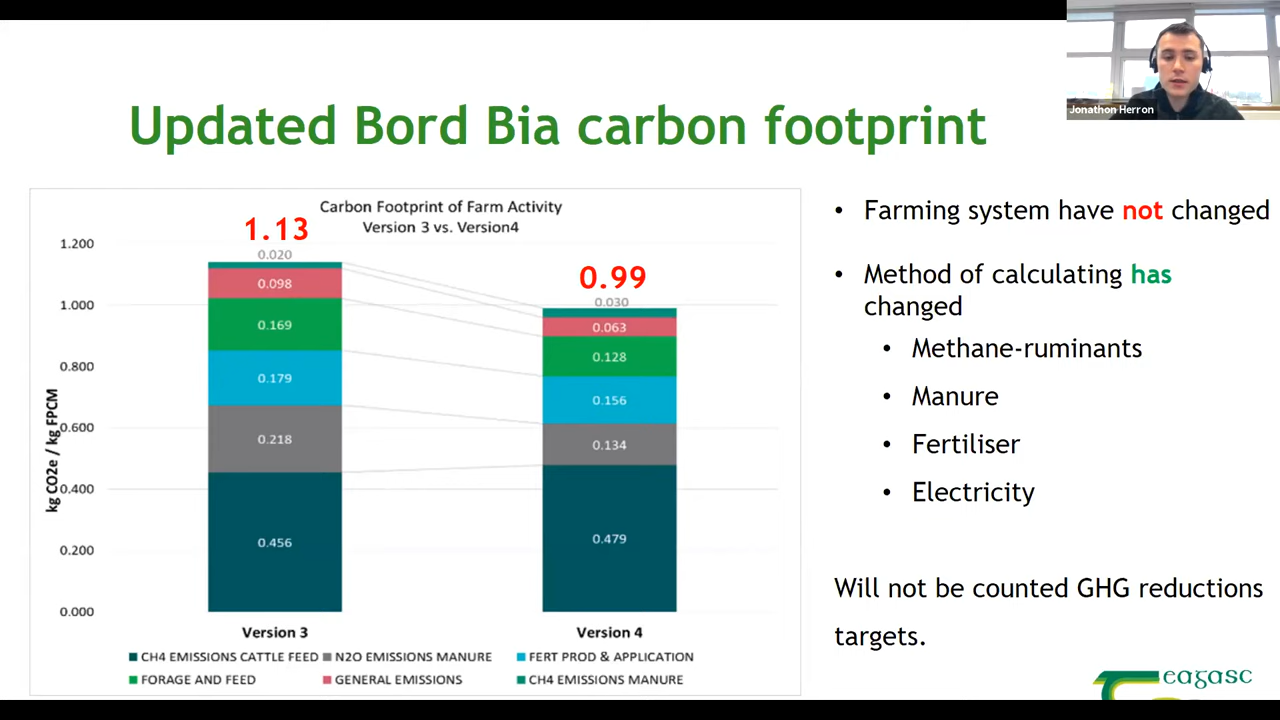 Jonathon Herron
Updated Bord Bia carbon footprint
Carbon Footprint of Farm Activity
Version 3 vs. Version4
1.13
0.99
kg CO2e / kg FPCM
1.200
1.000
0.800
0.600
0.400
0.200
0.000
0.020
0.098
0.169
0.179
0.218
0.456
0.030
0.063
0.128
0.156
0.134
0.479
Version 3
Version 4
CH4 EMISSIONS CATTLE FEED
N2O EMISSIONS MANURE
FERT PROD & APPLICATION
FORAGE AND FEED
GENERAL EMISSIONS
CH4 EMISSIONS MANURE
• Farming system have not changed
• Method of calculating has
changed
• Methane-ruminants
• Manure
• Fertiliser
• Electricity
Will not be counted GHG reductions
targets.
eagasc